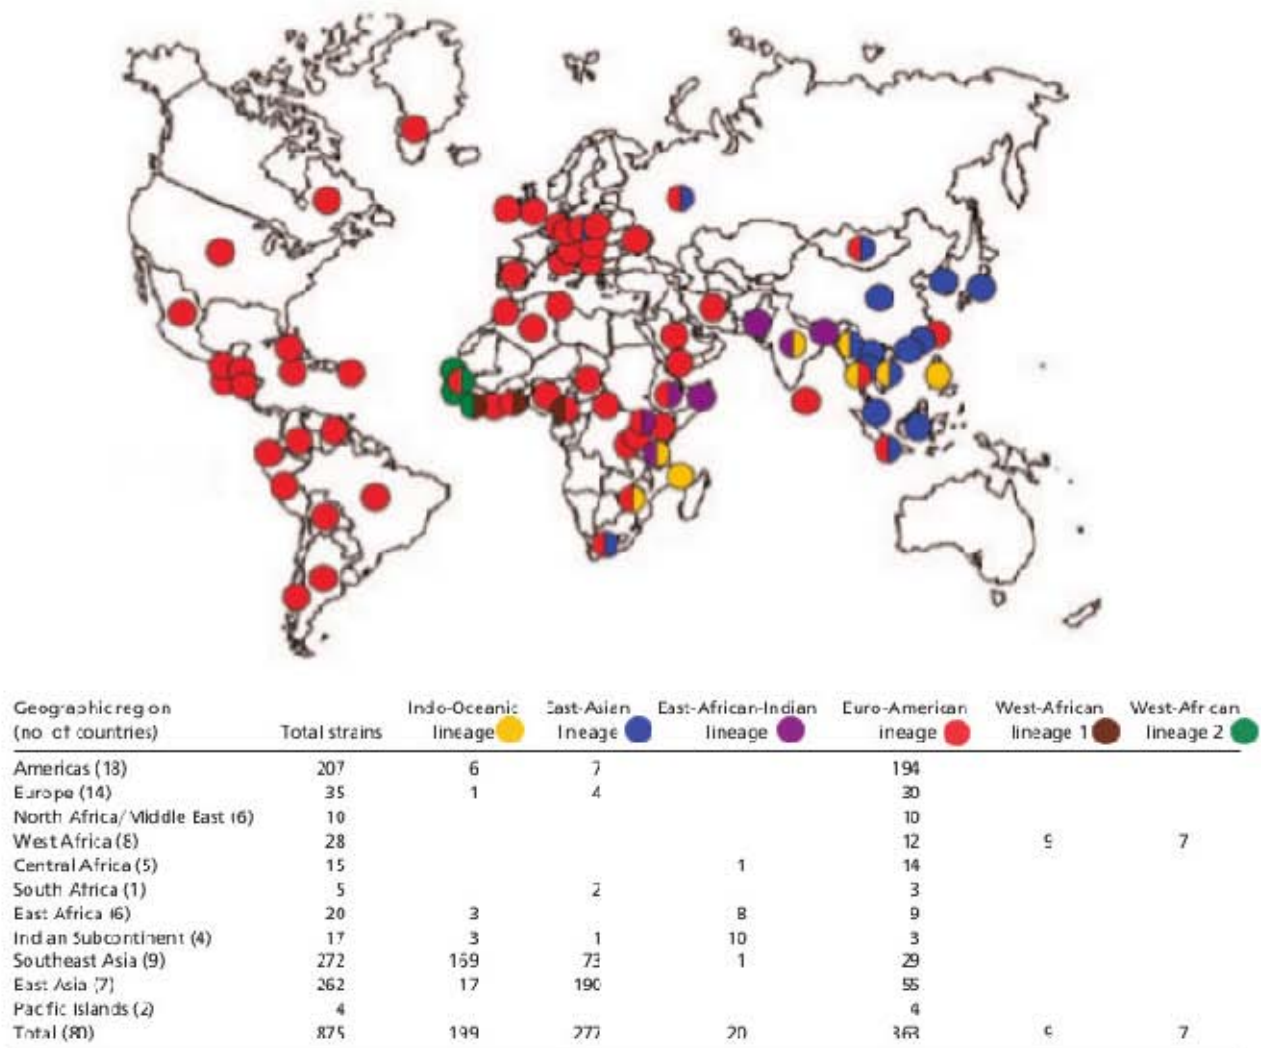 Geographic region
(no. of countries) Total strains Indo-Oceanic lineage East-Asien lineage East-African-Indian lineage Euro-American lineage West-African lineage 1 West-African lineage 2
Americas (18) 207 6 7 194
Europe (14) 35 1 4 30
North Africa/Middle East (6) 10 10
West Africa (8) 28 12 9 7
Central Africa (5) 15 1 14
South Africa (1) 5 2 3
East Africa (6) 20 3 8 9
Indian Subcontinent (4) 17 3 1 10 3
Southeast Asia (9) 272 169 73 1 29
East Asia (7) 262 17 190 55
Pacific Islands (2) 4 4
Total (80) 875 199 277 20 363 9 7